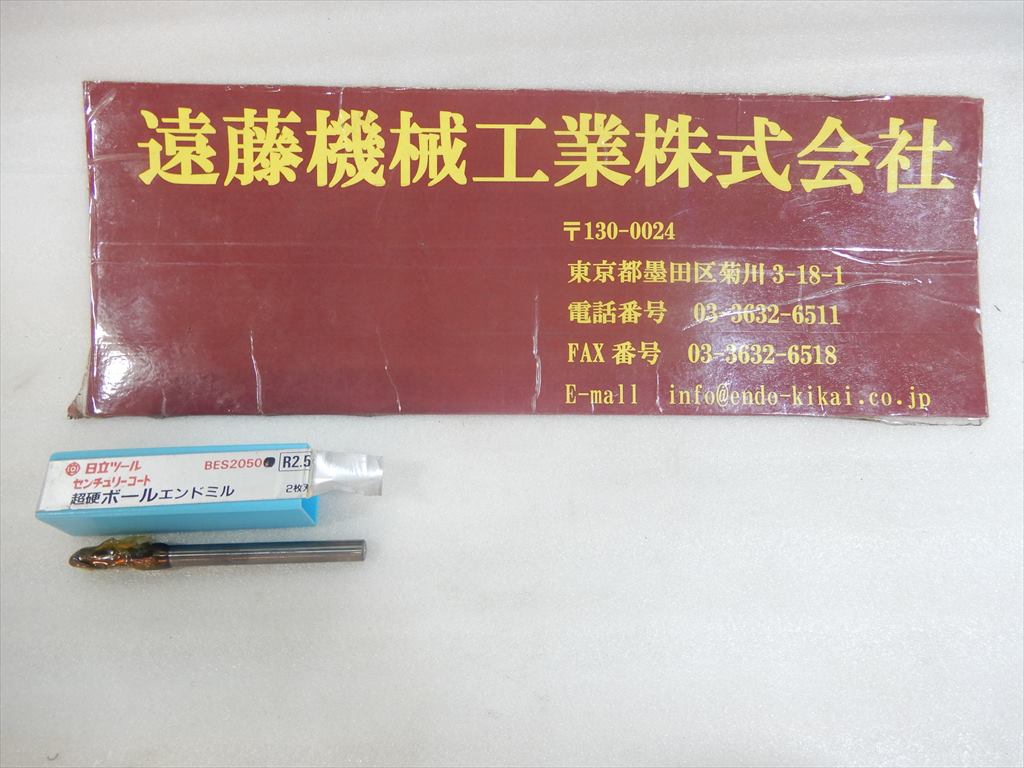 遠藤機械工業株式会社
〒130-0024
東京都墨田区菊川 3-18-1
電話番号 03-3632-6511
FAX 番号 03-3632-6518
E-mall info@endo-kikai.co.jp
日立ツール BES2050 R2.5
センチュリーコート
超硬ボールエンドミル 2枚刃